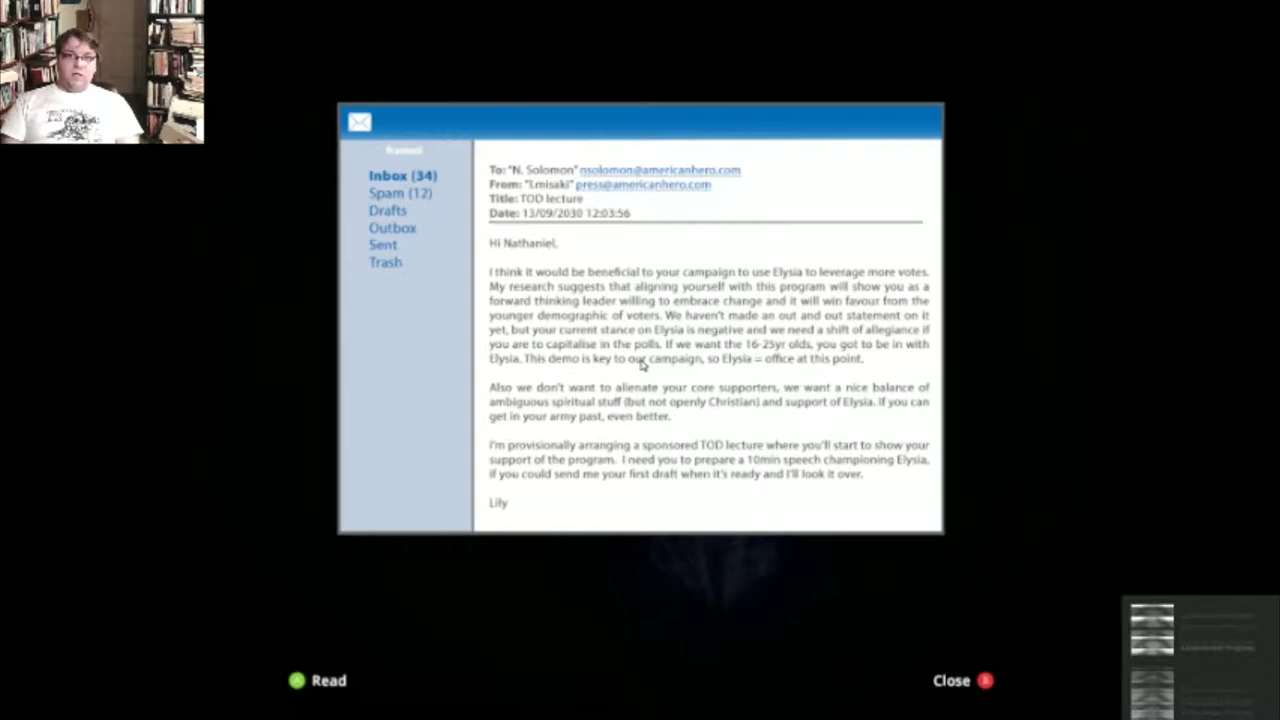 Inbox (34)
Spam (12)
Drafts
Outbox
Sent
Trash
To: "N. Solomon" nsolomon@americanhero.com
From: "I.misaki" press@americanhero.com
Title: TOD lecture
Date: 13/09/2030 12:03:56
Hi Nathaniel,
I think it would be beneficial to your campaign to use Elysia to leverage more votes.
My research suggests that aligning yourself with this program will show you as a
forward thinking leader willing to embrace change and it will win favour from the
younger demographic of voters. We haven't made an out and out statement on it
yet, but your current stance on Elysia is negative and we need a shift of allegiance if
you are to capitalise in the polls. If we want the 16-25yr olds, you got to be in with
Elysia. This demo is key to our campaign, so Elysia = office at this point.
Also we don't want to alienate your core supporters, we want a nice balance of
ambiguous spiritual stuff (but not openly Christian) and support of Elysia. If you can
get in your army past, even better.
I'm provisionally arranging a sponsored TOD lecture where you'll start to show your
support of the program. I need you to prepare a 10min speech championing Elysia,
if you could send me your first draft when it's ready and I'll look it over.
Lily
A Read
Close B